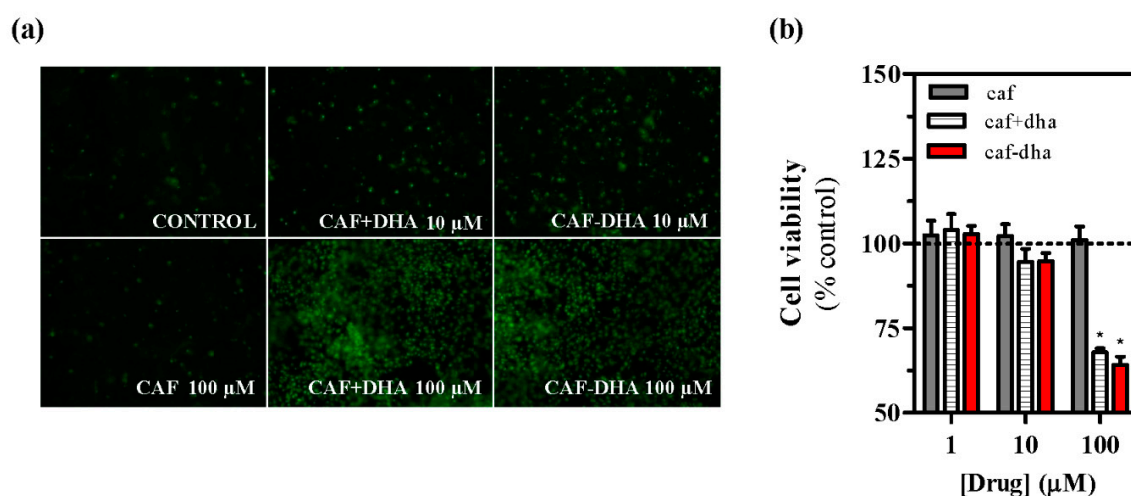 (a)
CONTROL
CAF+DHA 10 μM
CAF-DHA 10 μM
CAF 100 μM
CAF+DHA 100 μM
CAF-DHA 100 μM
(b)
Cell viability
(% control)
150
125
100
75
50
caf
caf+dha
caf-dha
* *
1 10 100
[Drug] (μM)